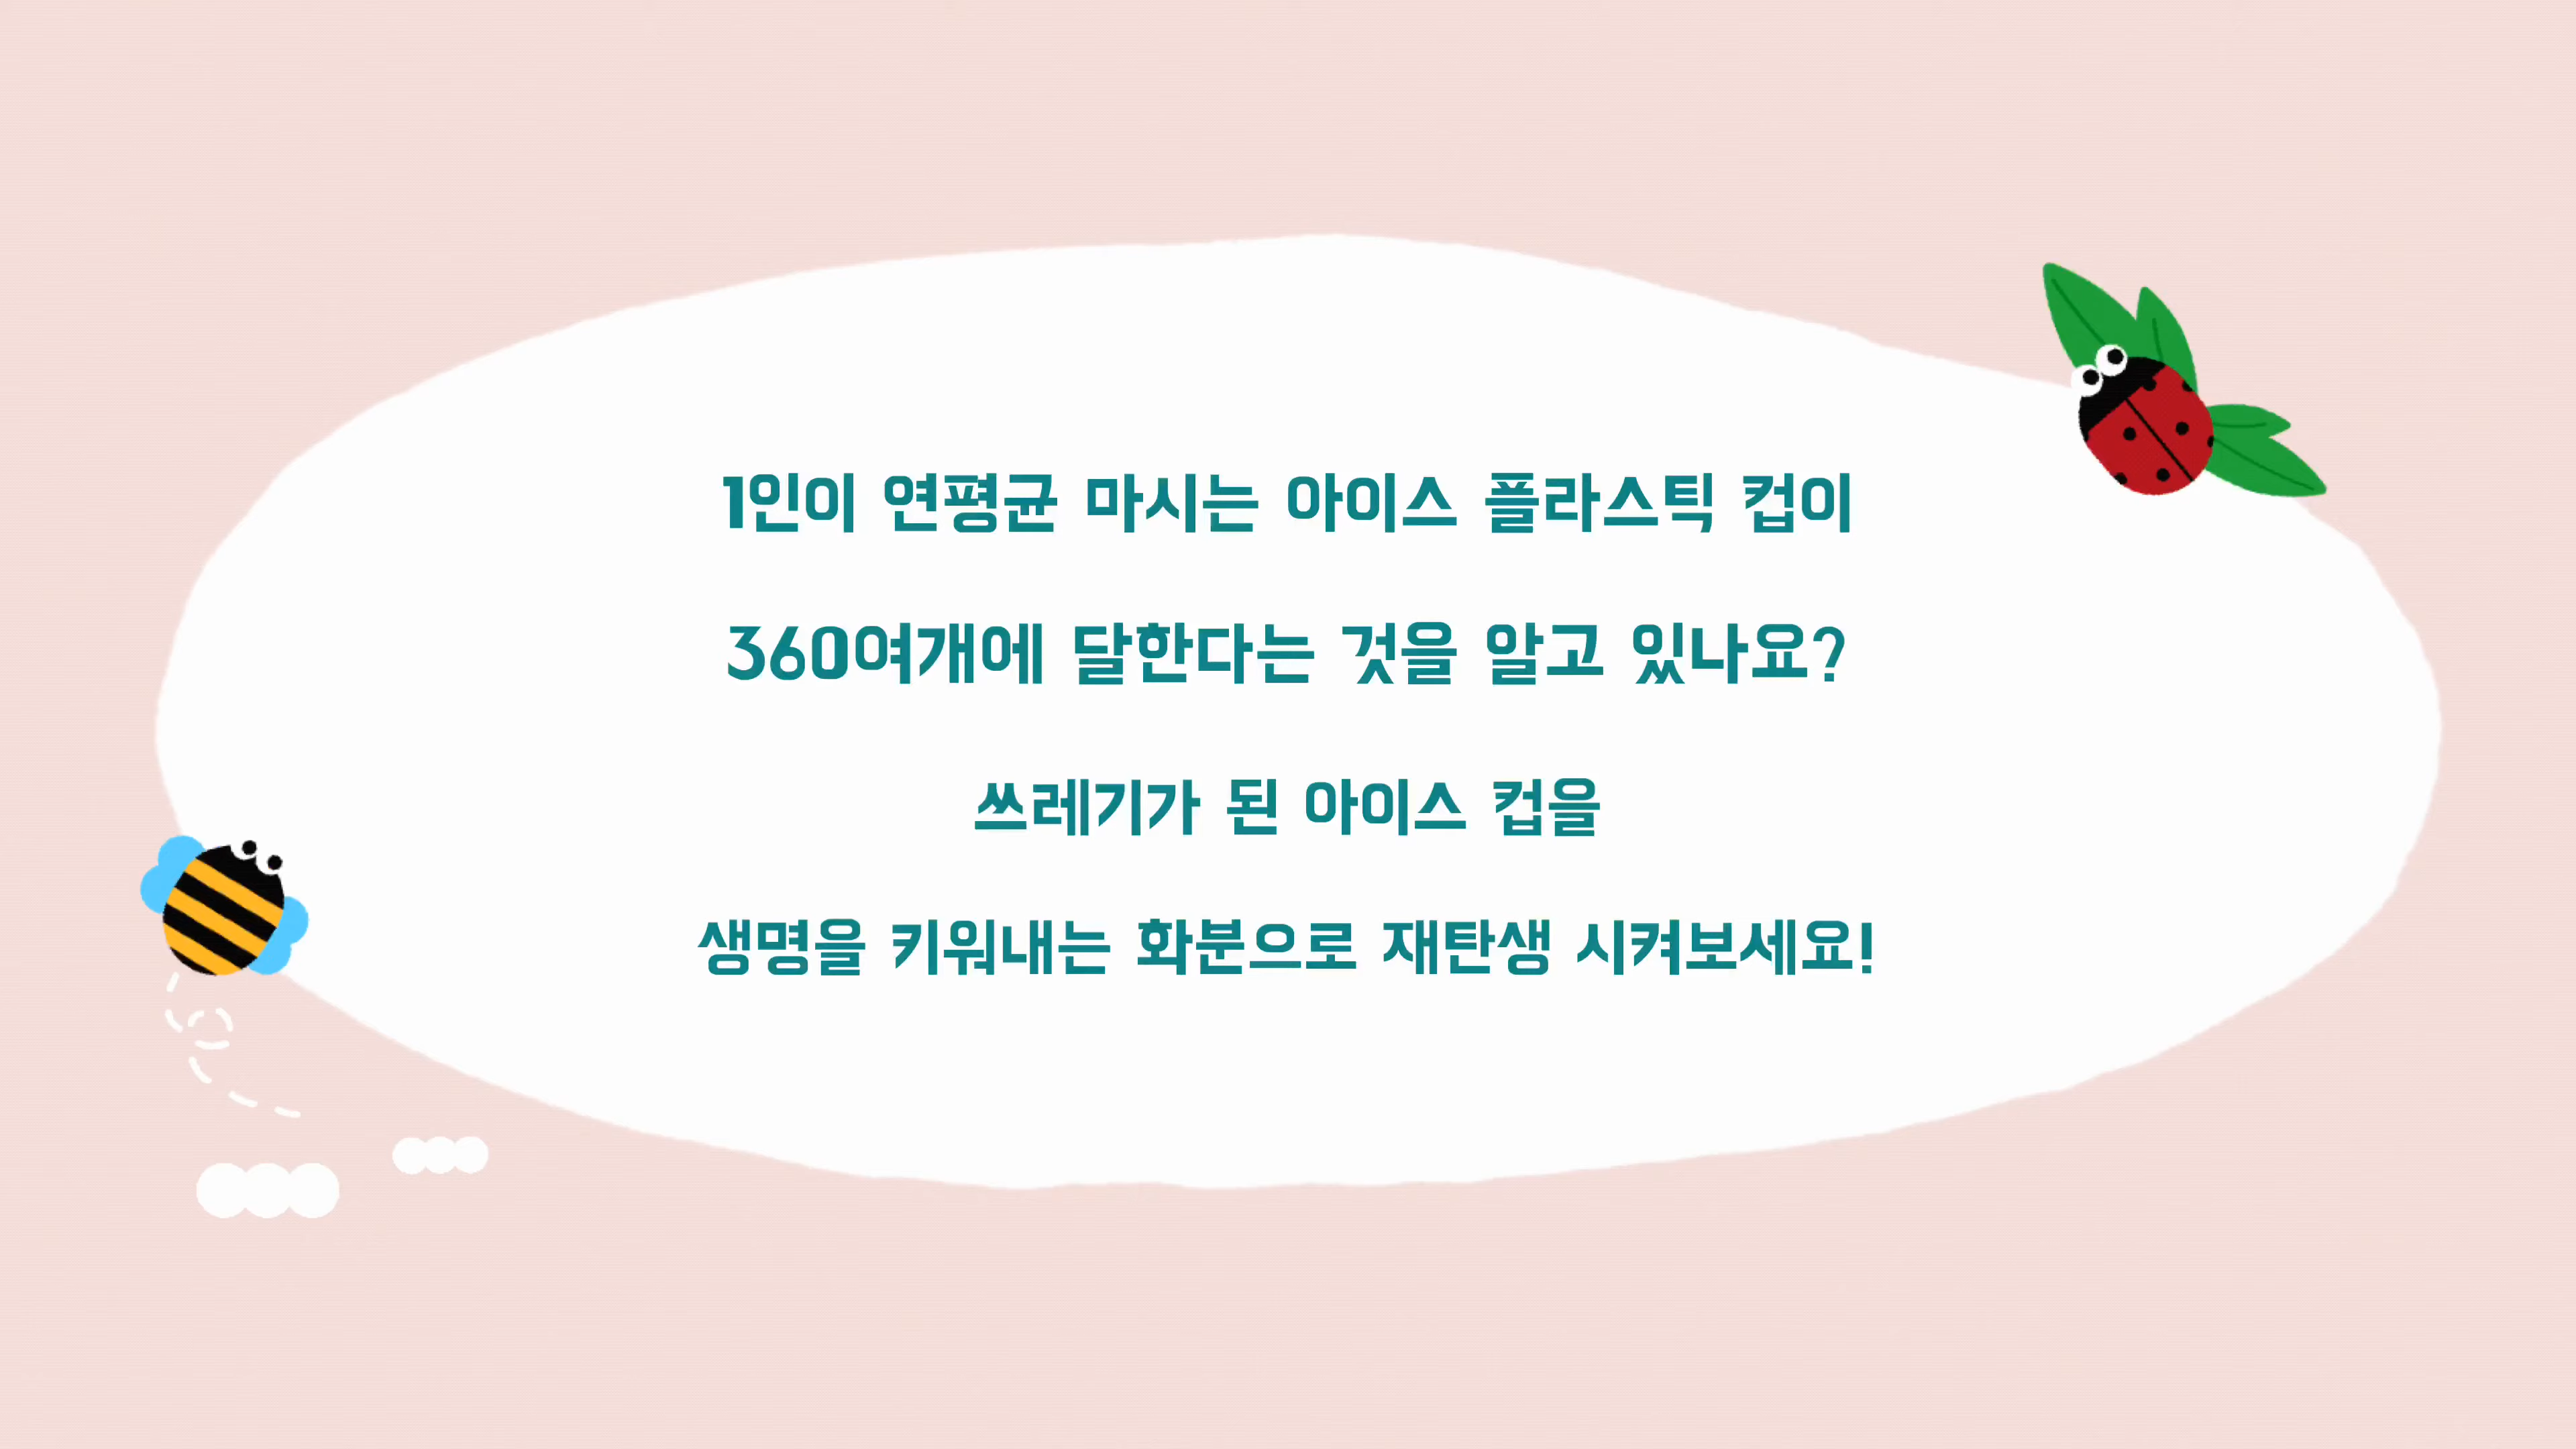 1인이 연평균 마시는 아이스 플라스틱 컵이
360여개에 달한다는 것을 알고 있나요?
쓰레기가 된 아이스 컵을
생명을 키워내는 화분으로 재탄생 시켜보세요!